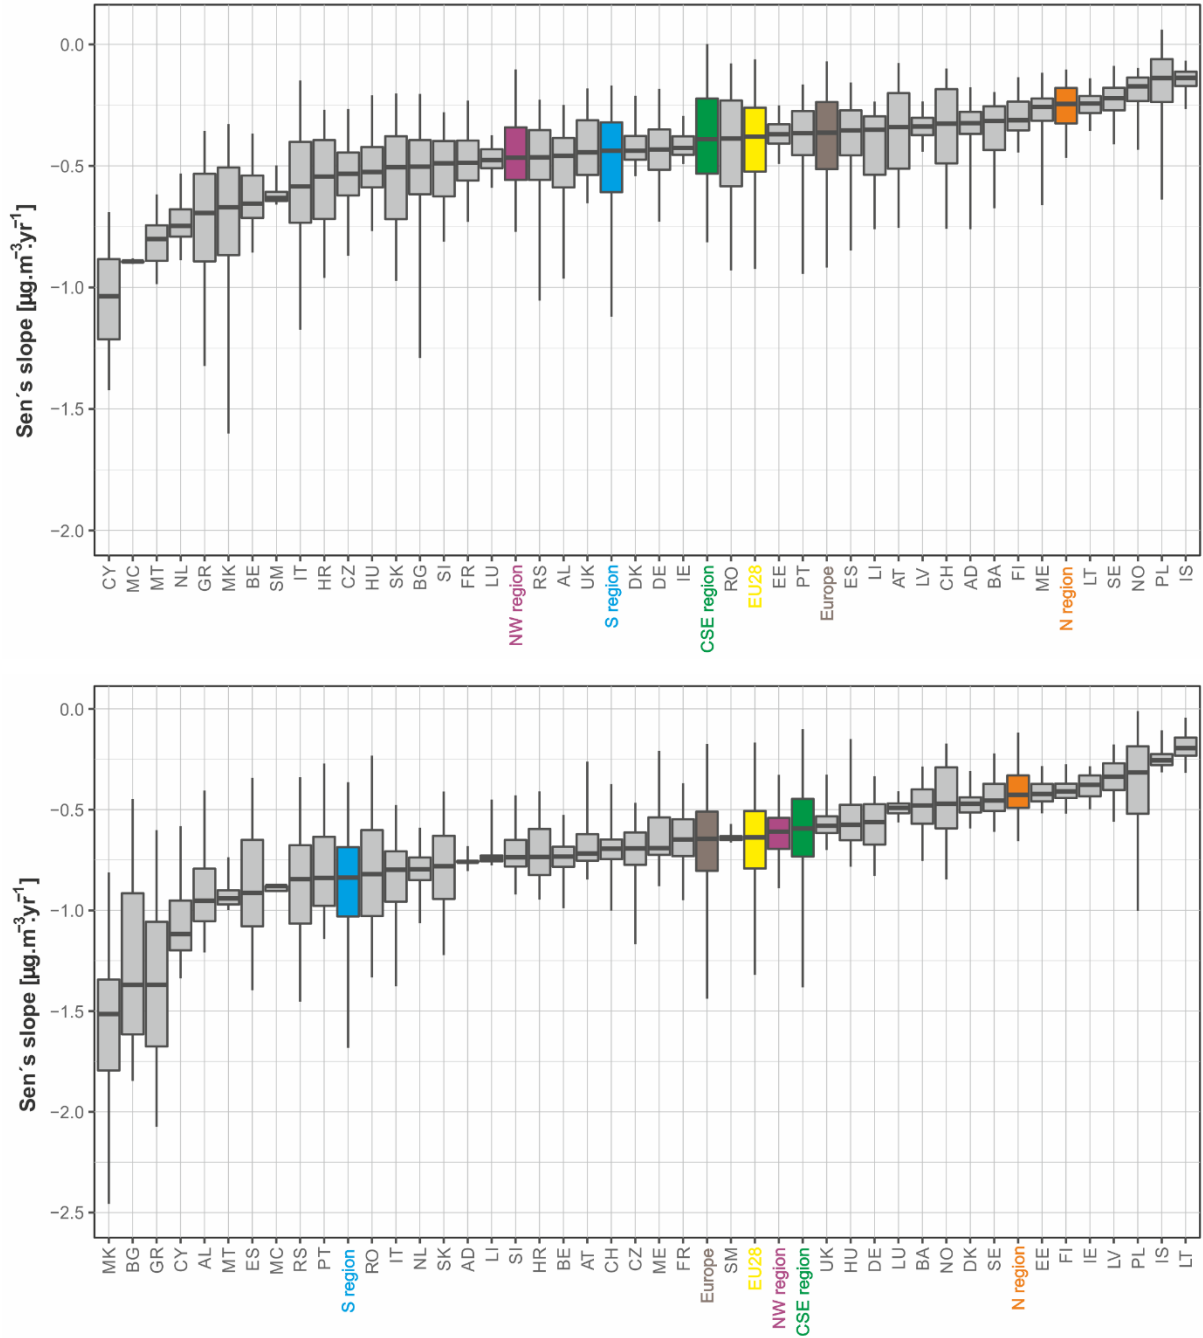 Sen´s slope [µg.m⁻³.yr⁻¹]
0.0
−0.5
−1.0
−1.5
−2.0
CY MC MT NL GR MK BE SM IT HR CZ HU SK BG SI FR LU NW region RS AL UK S region DK DE IE CSE region RO EU28 EE PT Europe ES LI AT LV CH AD BA FI ME N region LT SE NO PL IS
Sen´s slope [µg.m⁻³.yr⁻¹]
0.0
−0.5
−1.0
−1.5
−2.0
−2.5
MK BG GR CY AL MT ES MC RS PT S region RO IT NL SK AD LI SI HR BE AT CH CZ ME FR Europe SM EU28 NW region CSE region UK HU DE LU BA NO DK SE N region EE FI IE LV PL IS LT